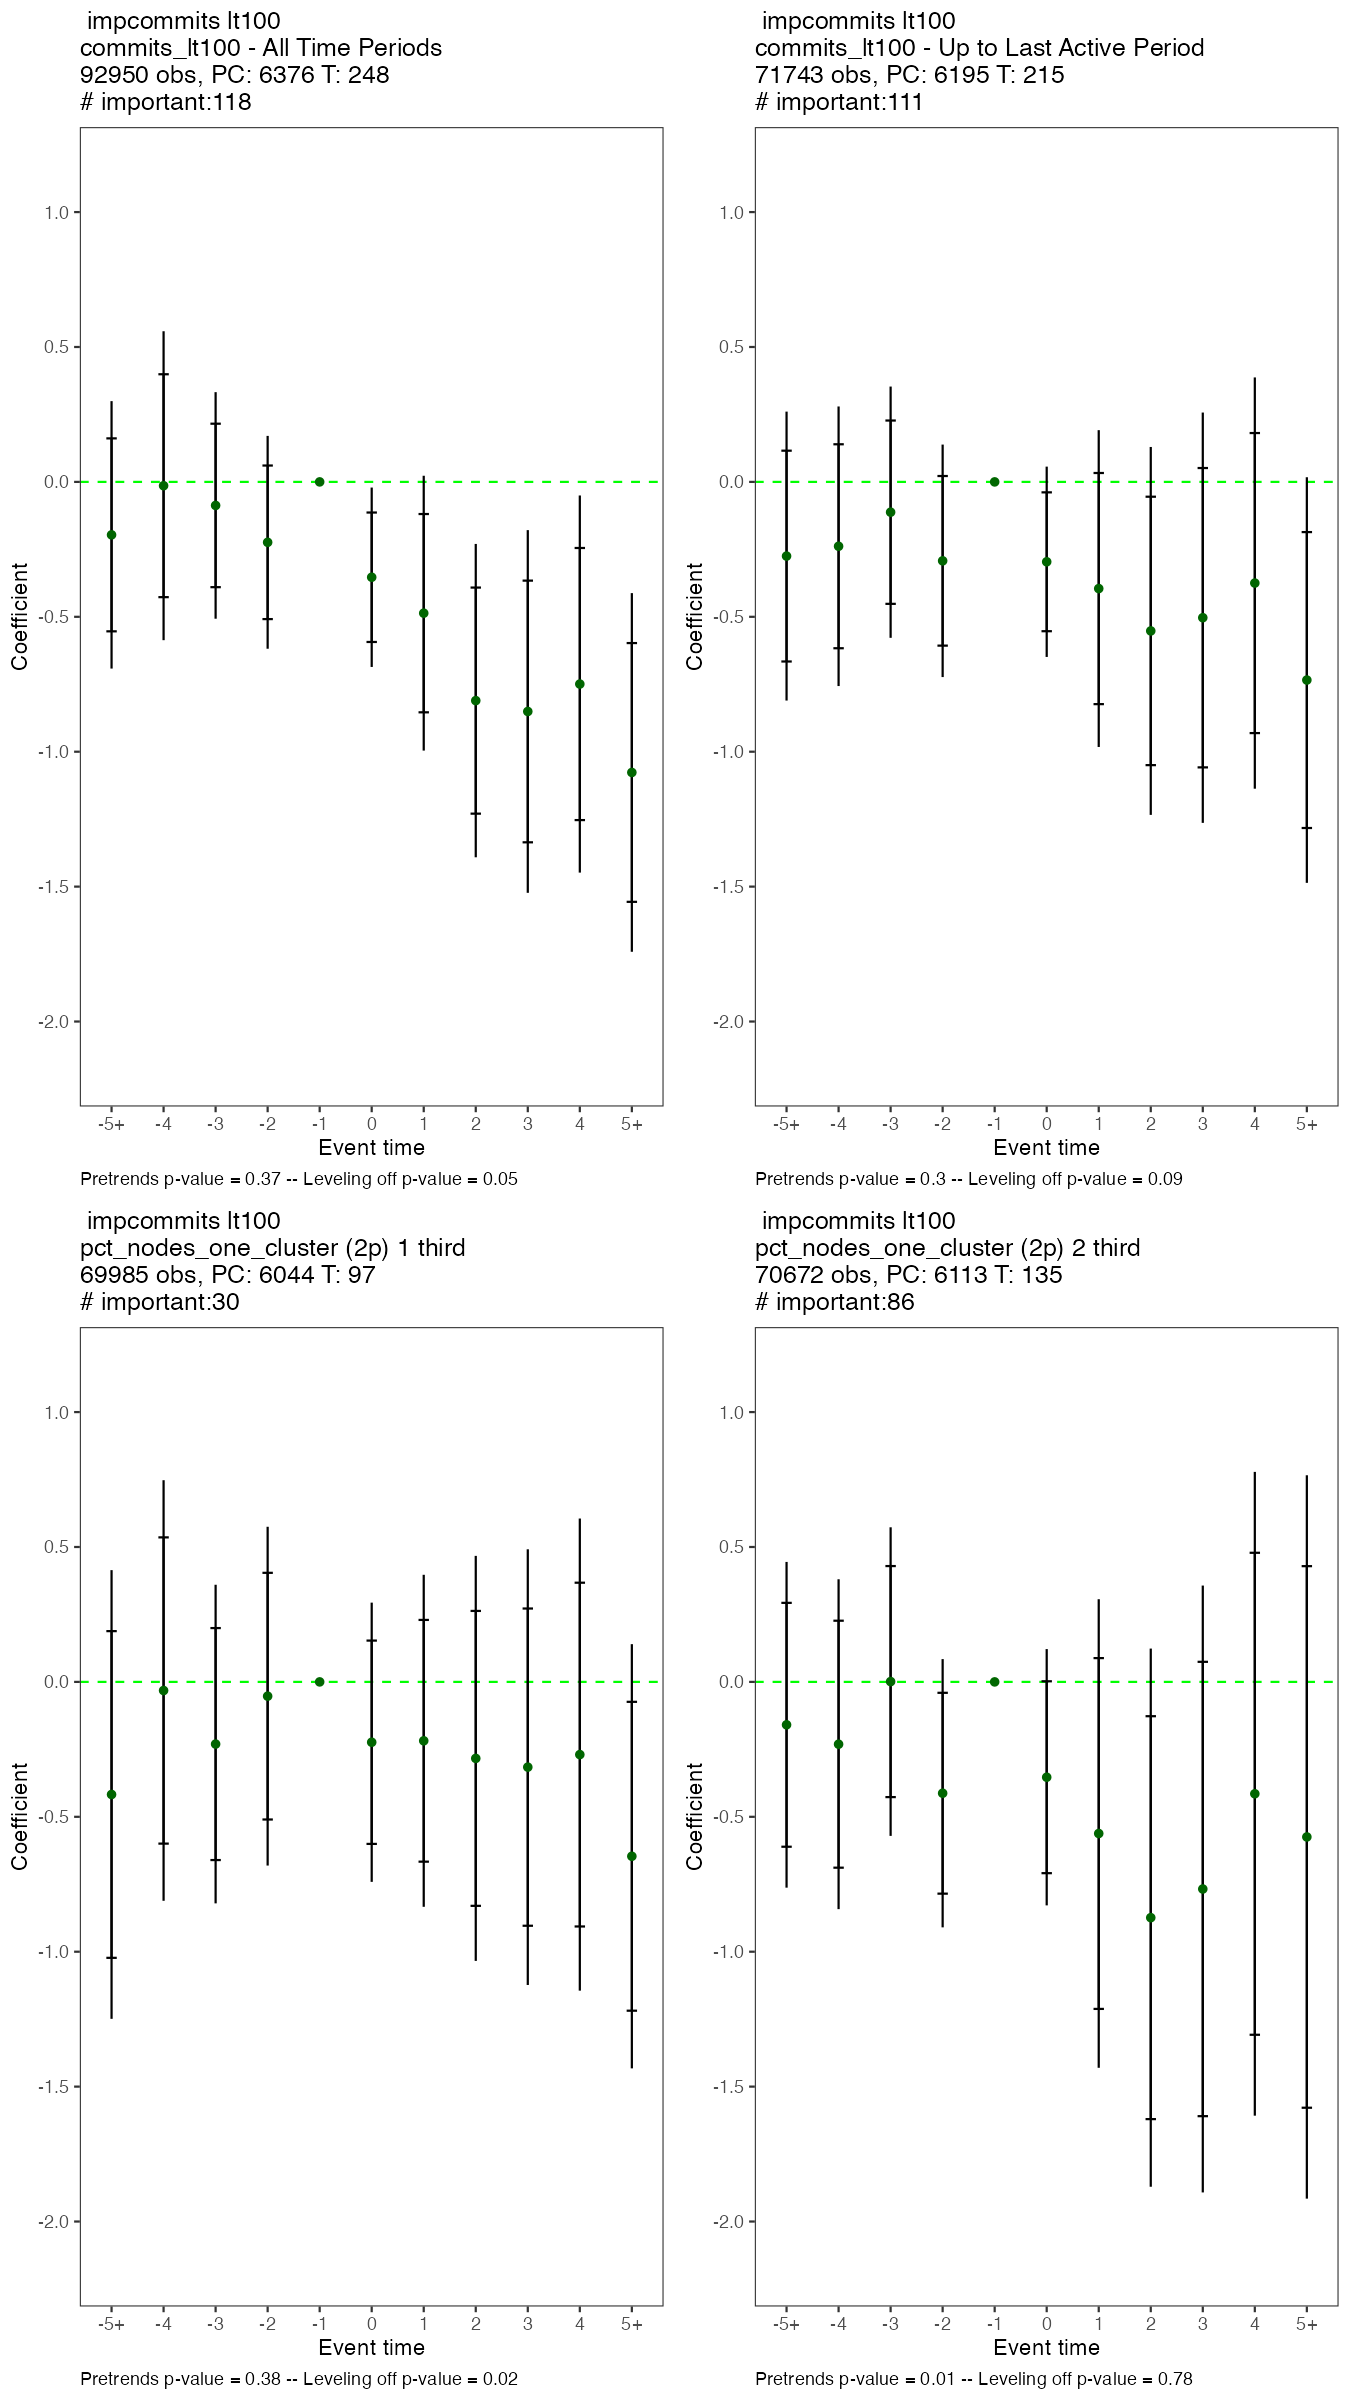 impcommits lt100
commits_lt100 - All Time Periods
92950 obs, PC: 6376 T: 248
# important:118
Coefficient
1.0
0.5
0.0
-0.5
-1.0
-1.5
-2.0
-5+ -4 -3 -2 -1 0 1 2 3 4 5+
Event time
Pretrends p-value = 0.37 -- Leveling off p-value = 0.05
impcommits lt100
commits_lt100 - Up to Last Active Period
71743 obs, PC: 6195 T: 215
# important:111
Coefficient
1.0
0.5
0.0
-0.5
-1.0
-1.5
-2.0
-5+ -4 -3 -2 -1 0 1 2 3 4 5+
Event time
Pretrends p-value = 0.3 -- Leveling off p-value = 0.09
impcommits lt100
pct_nodes_one_cluster (2p) 1 third
69985 obs, PC: 6044 T: 97
# important:30
Coefficient
1.0
0.5
0.0
-0.5
-1.0
-1.5
-2.0
-5+ -4 -3 -2 -1 0 1 2 3 4 5+
Event time
Pretrends p-value = 0.38 -- Leveling off p-value = 0.02
impcommits lt100
pct_nodes_one_cluster (2p) 2 third
70672 obs, PC: 6113 T: 135
# important:86
Coefficient
1.0
0.5
0.0
-0.5
-1.0
-1.5
-2.0
-5+ -4 -3 -2 -1 0 1 2 3 4 5+
Event time
Pretrends p-value = 0.01 -- Leveling off p-value = 0.78